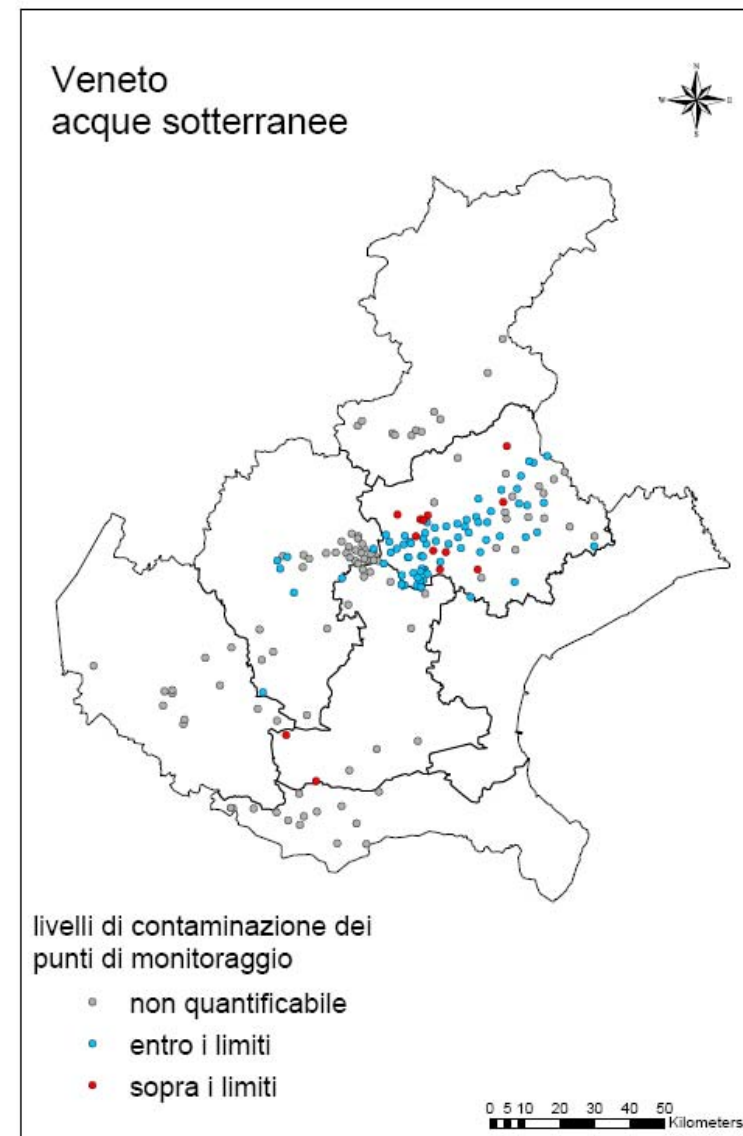 Veneto
acque sotterranee
N
W E
S
livelli di contaminazione dei
punti di monitoraggio
non quantificabile
entro i limiti
sopra i limiti
0 5 10 20 30 40 50
Kilometers